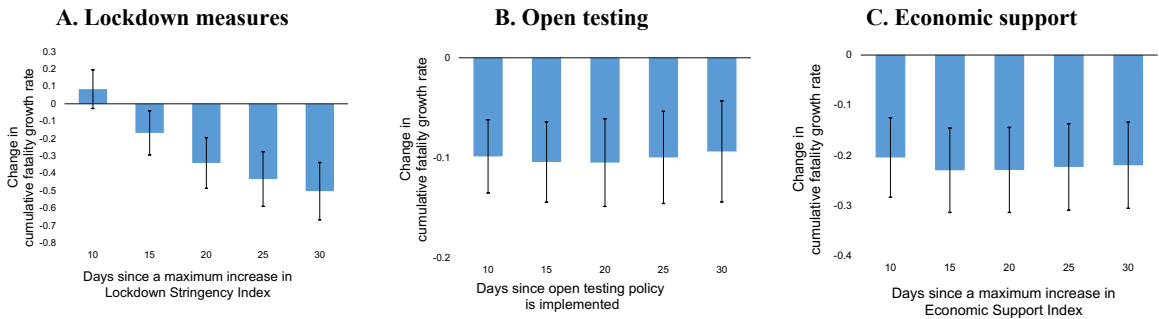 A. Lockdown measures
Change in
cumulative fatality growth rate
0.3
0.2
0.1
0
-0.1
-0.2
-0.3
-0.4
-0.5
-0.6
-0.7
-0.8
10 15 20 25 30
Days since a maximum increase in
Lockdown Stringency Index
B. Open testing
Change in
cumulative fatality growth rate
0
-0.1
-0.2
10 15 20 25 30
Days since open testing policy
is implemented
C. Economic support
Change in
cumulative fatality growth rate
0
-0.1
-0.2
-0.3
-0.4
10 15 20 25 30
Days since a maximum increase in
Economic Support Index